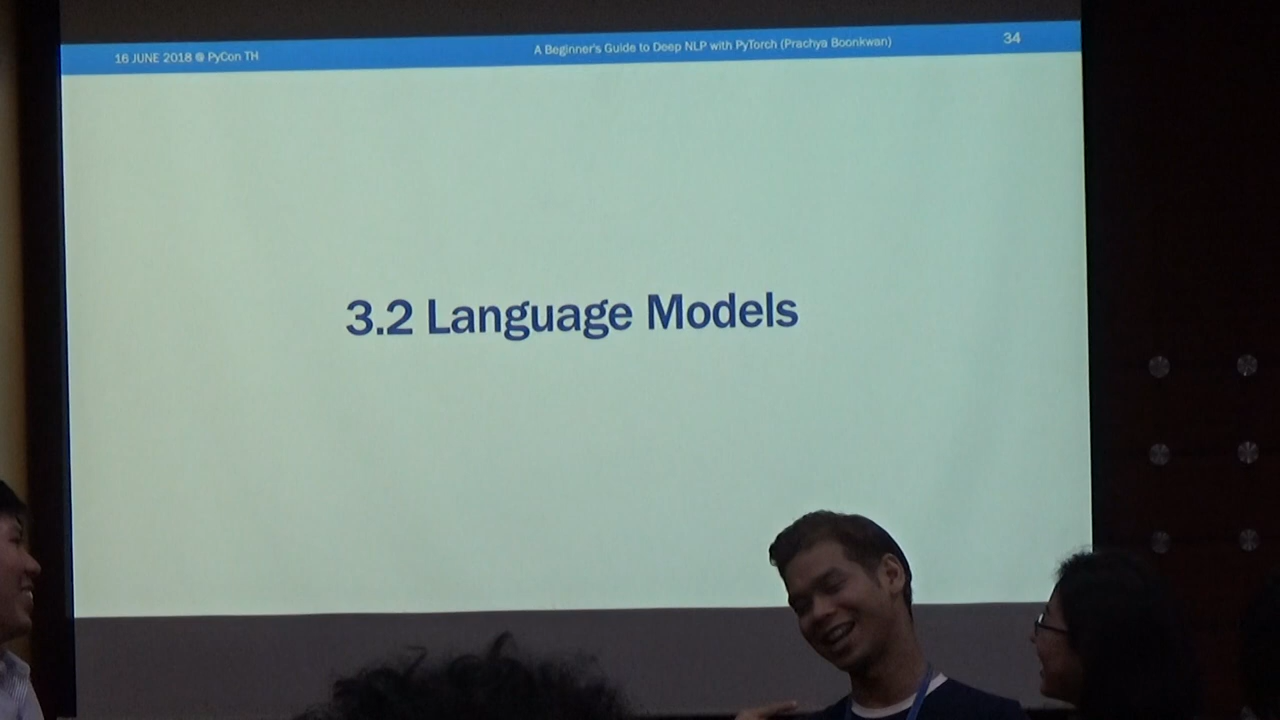 16 JUNE 2018 @ PyCon TH
A Beginner's Guide to Deep NLP with PyTorch (Prachya Boonkwan)
34
3.2 Language Models